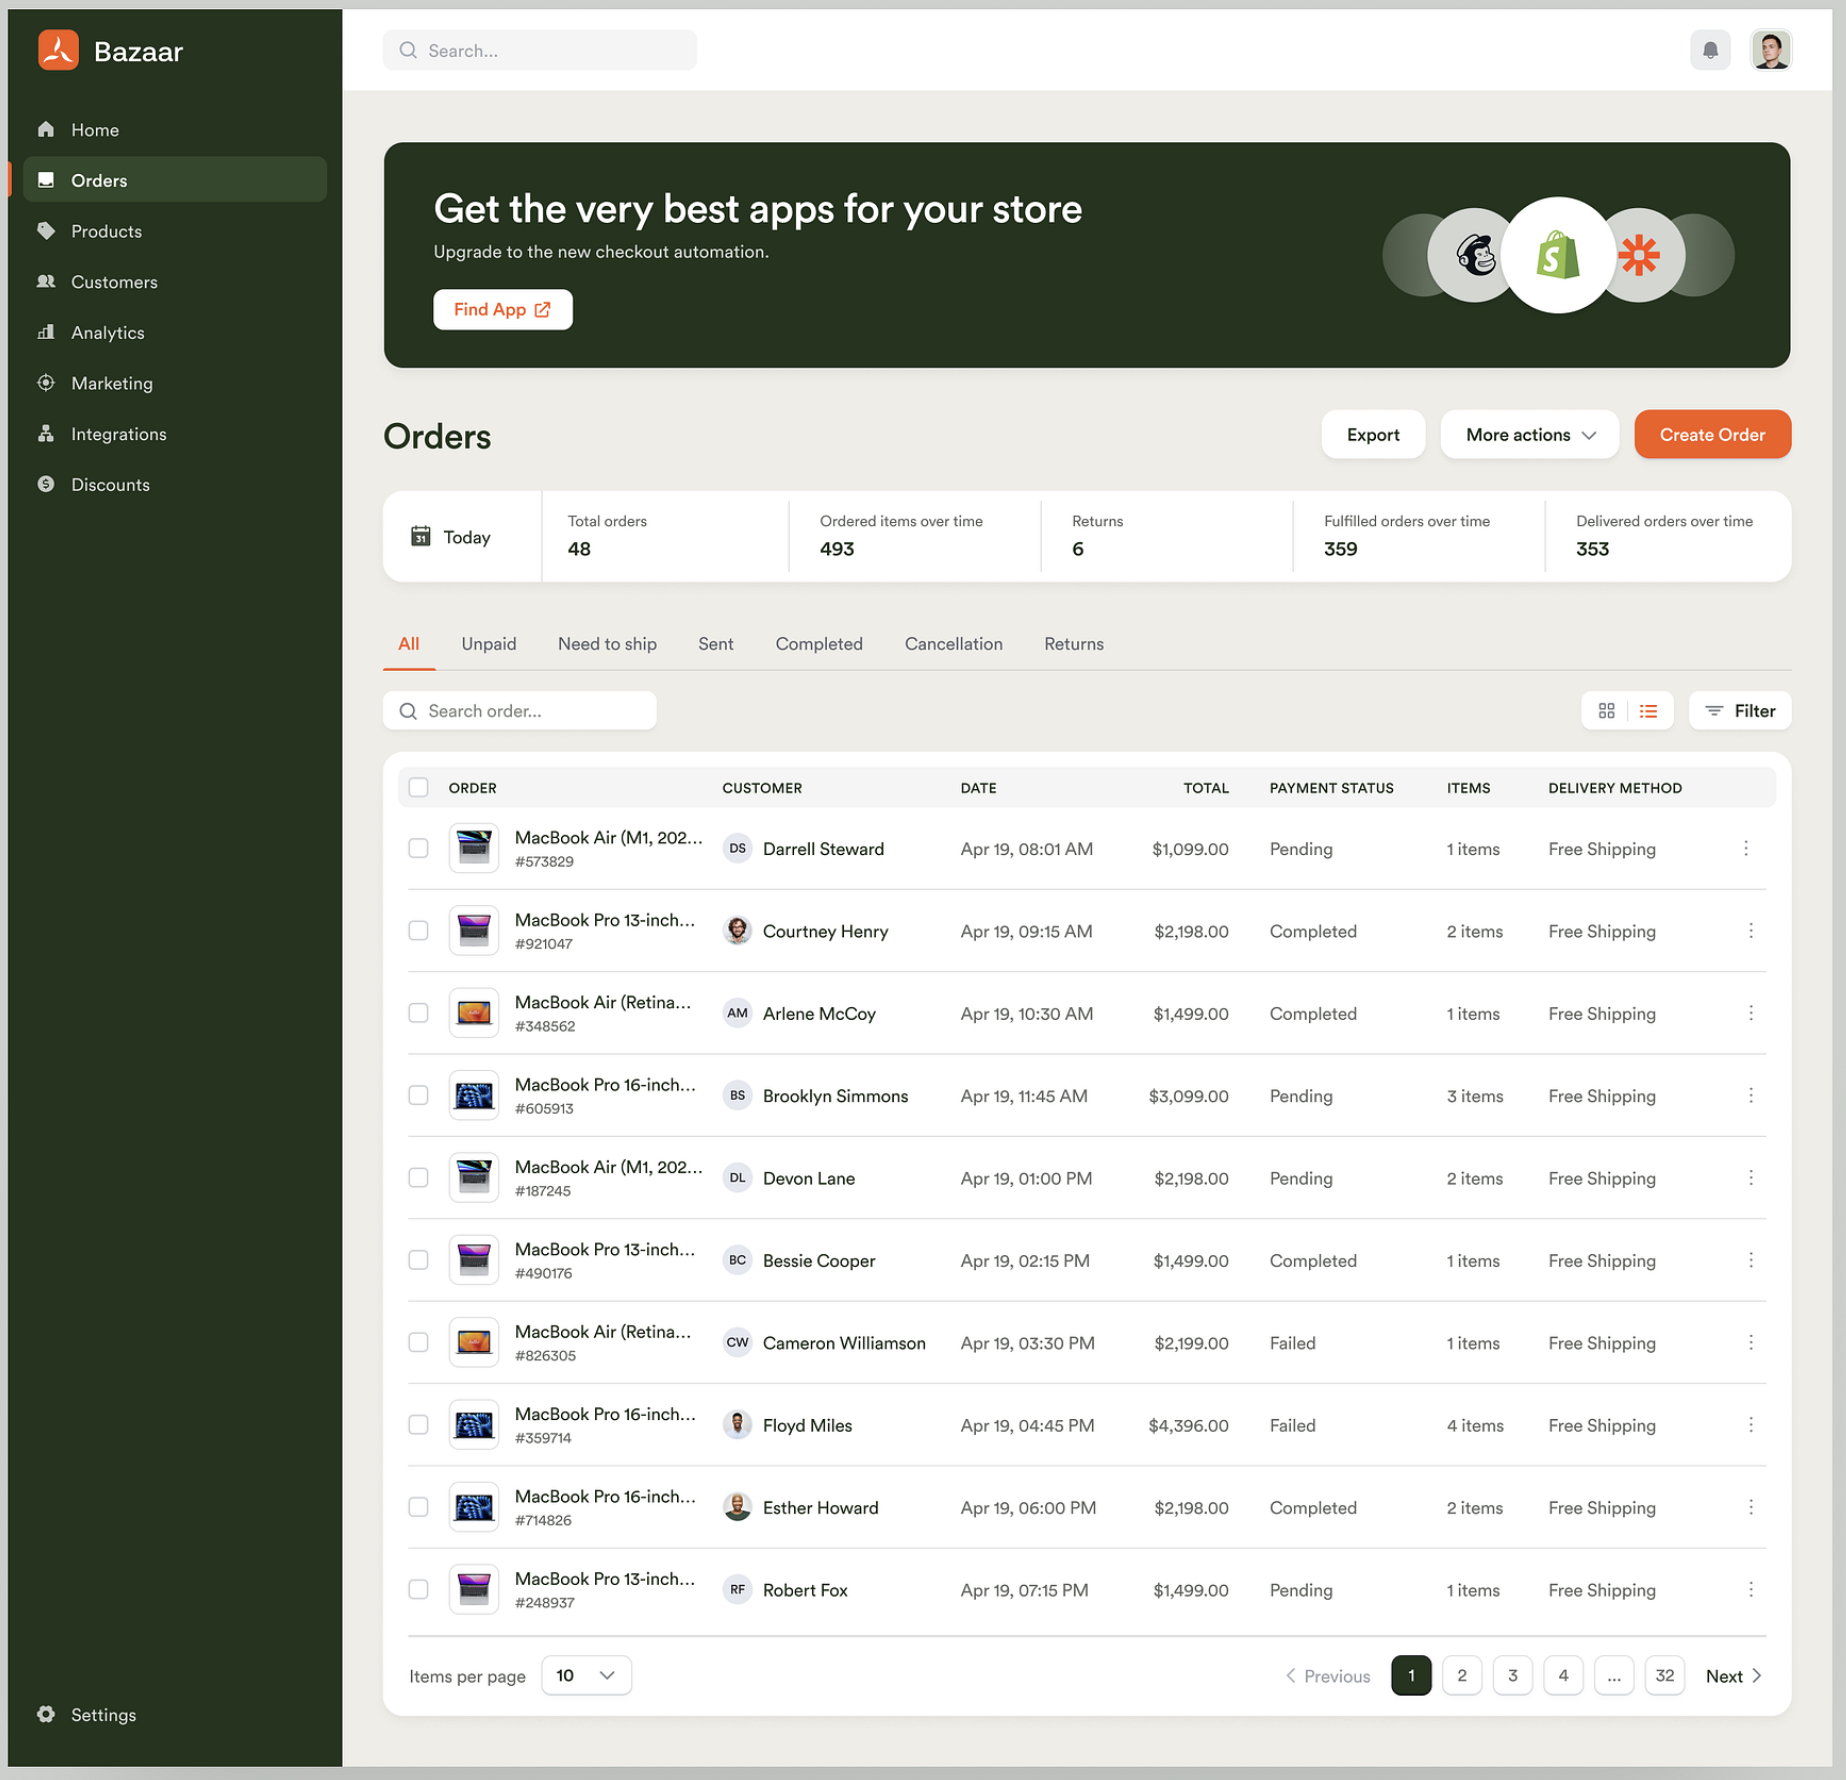 Bazaar
Search...
Home
Orders
Products
Customers
Analytics
Marketing
Integrations
Discounts
Settings
Get the very best apps for your store
Upgrade to the new checkout automation.
Find App
Orders
Export
More actions
Create Order
31 Today
Total orders
48
Ordered items over time
493
Returns
6
Fulfilled orders over time
359
Delivered orders over time
353
All Unpaid Need to ship Sent Completed Cancellation Returns
Search order...
Filter
ORDER CUSTOMER DATE TOTAL PAYMENT STATUS ITEMS DELIVERY METHOD
MacBook Air (M1, 202...
#573829
DS Darrell Steward Apr 19, 08:01 AM $1,099.00 Pending 1 items Free Shipping
MacBook Pro 13-inch...
#921047
Courtney Henry Apr 19, 09:15 AM $2,198.00 Completed 2 items Free Shipping
MacBook Air (Retina...
#348562
AM Arlene McCoy Apr 19, 10:30 AM $1,499.00 Completed 1 items Free Shipping
MacBook Pro 16-inch...
#605913
BS Brooklyn Simmons Apr 19, 11:45 AM $3,099.00 Pending 3 items Free Shipping
MacBook Air (M1, 202...
#187245
DL Devon Lane Apr 19, 01:00 PM $2,198.00 Pending 2 items Free Shipping
MacBook Pro 13-inch...
#490176
BC Bessie Cooper Apr 19, 02:15 PM $1,499.00 Completed 1 items Free Shipping
MacBook Air (Retina...
#826305
CW Cameron Williamson Apr 19, 03:30 PM $2,199.00 Failed 1 items Free Shipping
MacBook Pro 16-inch...
#359714
Floyd Miles Apr 19, 04:45 PM $4,396.00 Failed 4 items Free Shipping
MacBook Pro 16-inch...
#714826
Esther Howard Apr 19, 06:00 PM $2,198.00 Completed 2 items Free Shipping
MacBook Pro 13-inch...
#248937
RF Robert Fox Apr 19, 07:15 PM $1,499.00 Pending 1 items Free Shipping
Items per page 10
Previous 1 2 3 4 ... 32 Next